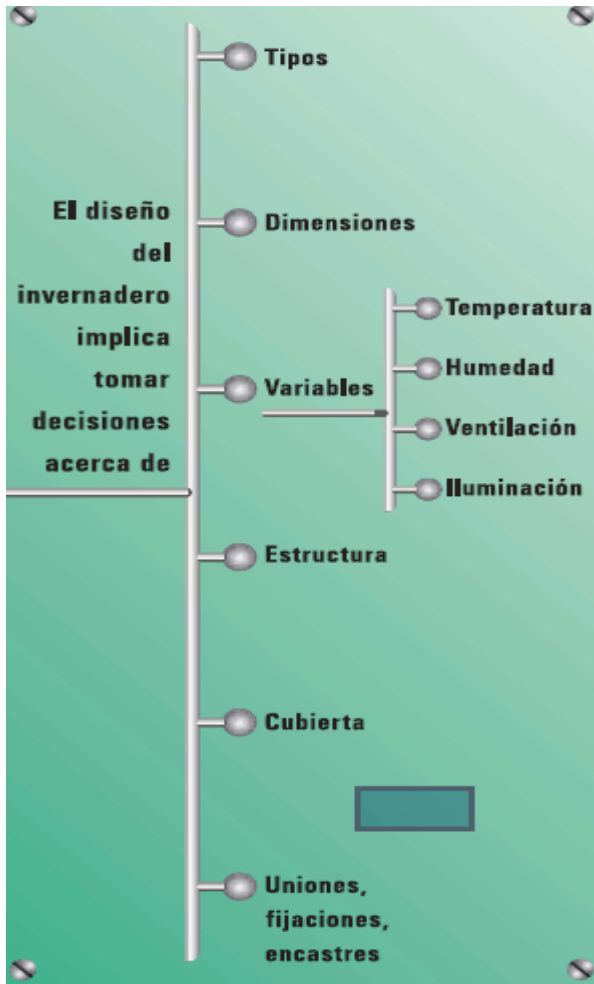 El diseño
del
invernadero
implica
tomar
decisiones
acerca de
Tipos
Dimensiones
Variables
Temperatura
Humedad
Ventilación
Iluminación
Estructura
Cubierta
Uniones,
fijaciones,
encastres